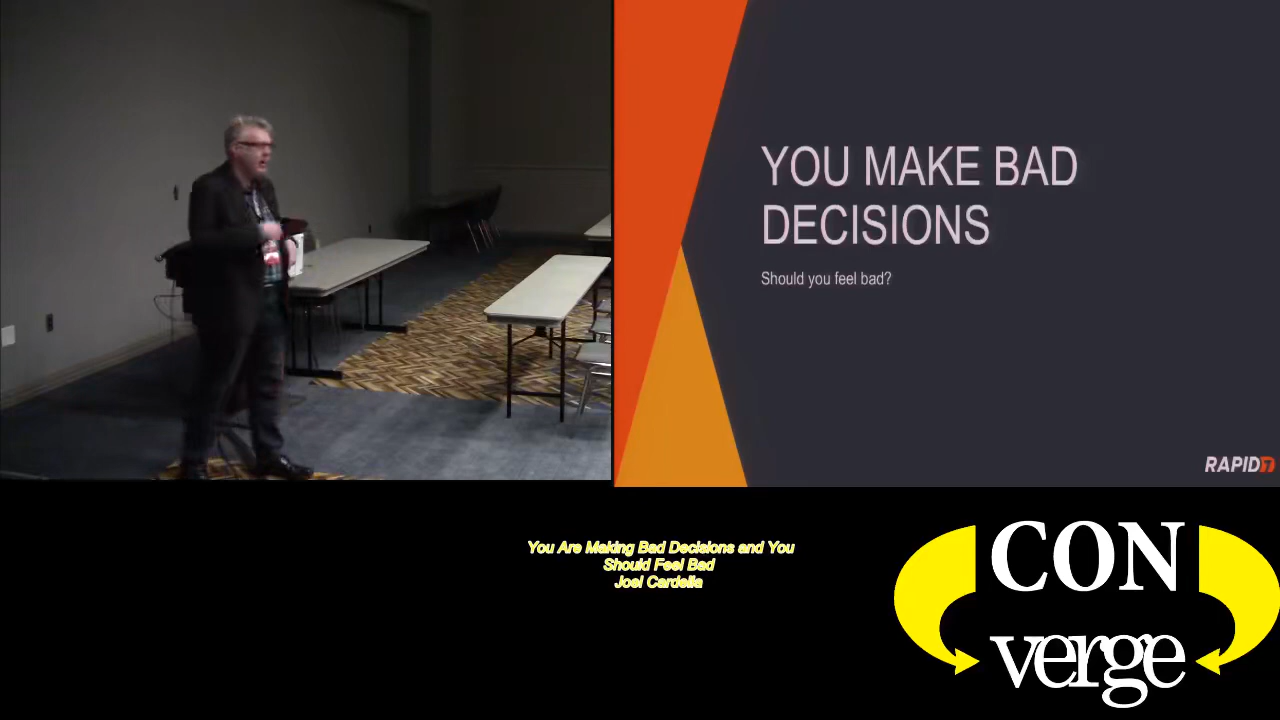 YOU MAKE BAD
DECISIONS
Should you feel bad?
RAPID7
You Are Making Bad Decisions and You
Should Feel Bad
Joel Cardella
CON
verge